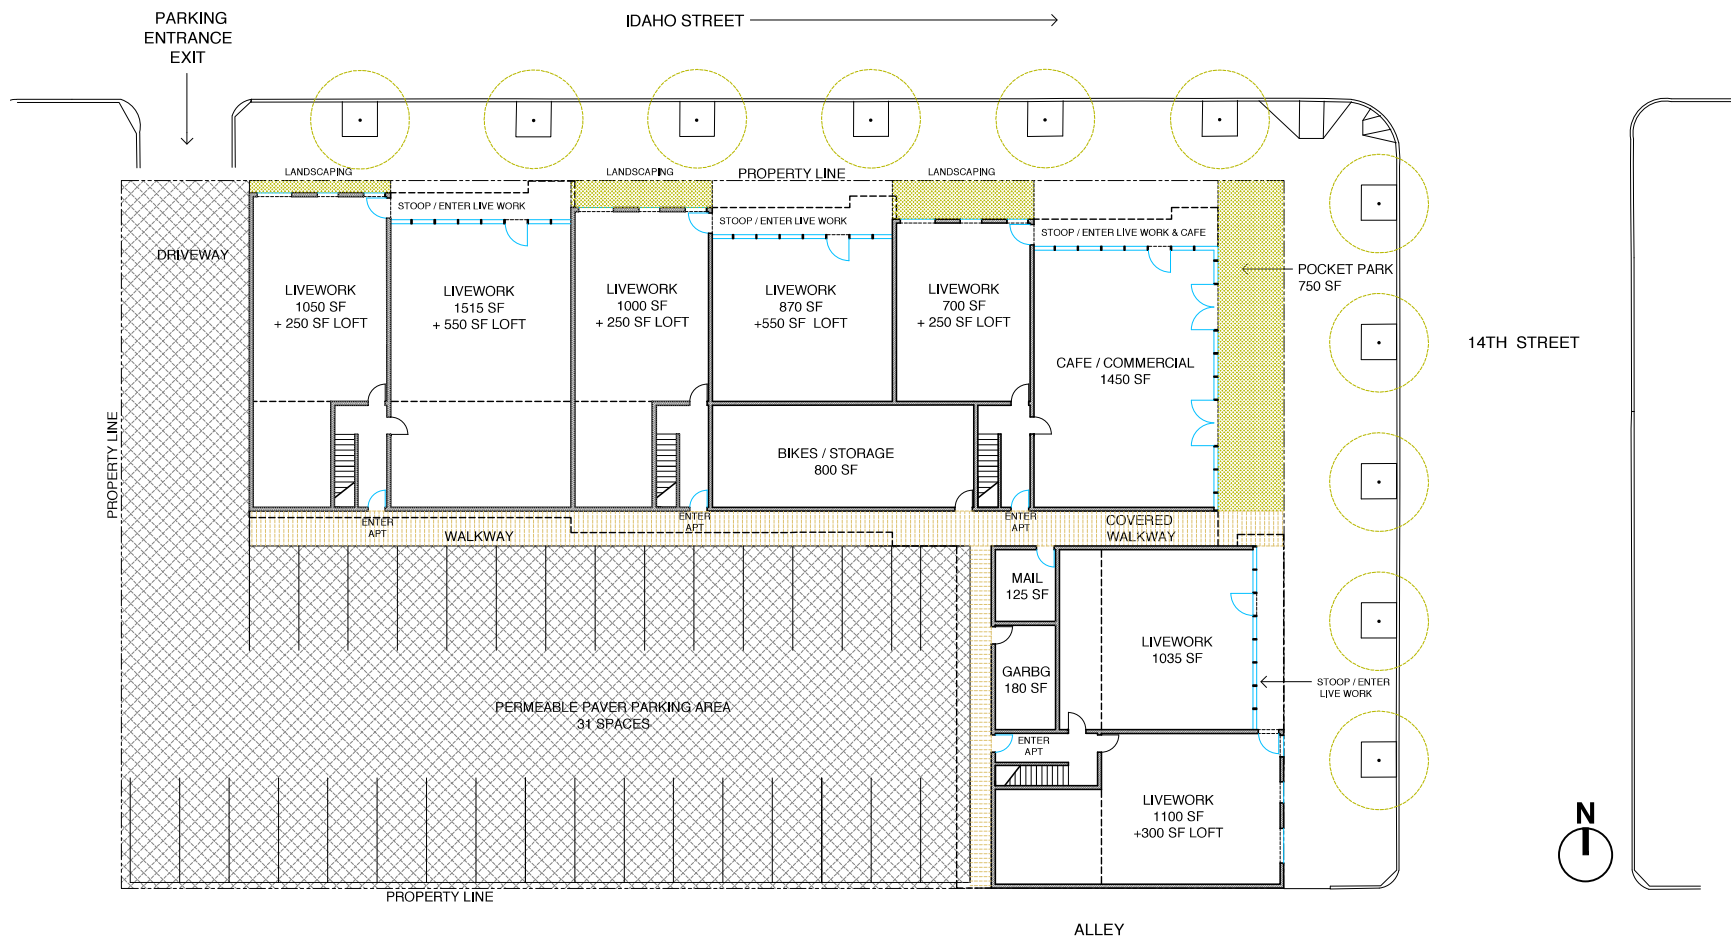 PARKING
ENTRANCE
EXIT
IDAHO STREET
LANDSCAPING
LANDSCAPING
PROPERTY LINE
LANDSCAPING
STOOP / ENTER LIVE WORK
STOOP / ENTER LIVE WORK
STOOP / ENTER LIVE WORK & CAFE
DRIVEWAY
POCKET PARK
750 SF
LIVEWORK
1050 SF
+ 250 SF LOFT
LIVEWORK
1515 SF
+ 550 SF LOFT
LIVEWORK
1000 SF
+ 250 SF LOFT
LIVEWORK
870 SF
+550 SF LOFT
LIVEWORK
700 SF
+ 250 SF LOFT
14TH STREET
CAFE / COMMERCIAL
1450 SF
PROPERTY LINE
BIKES / STORAGE
800 SF
ENTER
APT
WALKWAY
ENTER
APT
ENTER
APT
COVERED
WALKWAY
MAIL
125 SF
LIVEWORK
1035 SF
GARBG
180 SF
STOOP / ENTER
LIVE WORK
PERMEABLE PAVER PARKING AREA
31 SPACES
ENTER
APT
LIVEWORK
1100 SF
+300 SF LOFT
N
PROPERTY LINE
ALLEY